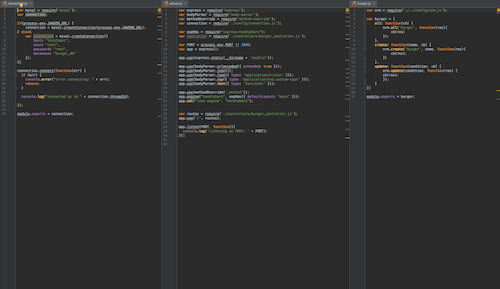 connection.js
var mysql = require('mysql');
var connection;
if(process.env.JAWSDB_URL) {
connection = mysql.createConnection(process.env.JAWSDB_URL);
} else{
var connection = mysql.createConnection({
host: "localhost",
user: "root",
password: "root",
database: "burger_DB"
});
}
connection.connect(function(err) {
if (err) {
console.error("error connecting: " + err);
return;
}
console.log("connected as id " + connection.threadId);
});
module.exports = connection;
server.js
var express = require('express');
var bodyParser = require('body-parser');
var methodOverride = require('method-override');
var connection = require('./config/connection.js');
var exphbs = require('express-handlebars');
var controller = require('./controllers/burger_controller.js');
var PORT = process.env.PORT || 3000;
var app = express();
app.use(express.static(__dirname + '/public'));
app.use(bodyParser.urlencoded({ extended: true }));
app.use(bodyParser.json());
app.use(bodyParser.json({ type: 'application/*+json' }));
app.use(bodyParser.raw({ type: 'application/vnd.custom-type' }));
app.use(bodyParser.text({ type: 'text/html' }));
app.use(methodOverride('_method'));
app.engine("handlebars", exphbs({ defaultLayout: "main" }));
app.set("view engine", "handlebars");
var routes = require('./controllers/burger_controller.js');
app.use('/', routes);
app.listen(PORT, function(){
console.log('Listening on PORT: ' + PORT);
});
burger.js
var orm = require('../config/orm.js');
var burger = {
all: function(cb) {
orm.all('burger', function(res){
cb(res)
});
},
create: function(name, cb) {
orm.create('burger', name, function(res){
cb(res);
});
},
update: function(condition, cb) {
orm.update(condition, function(res) {
cb(res);
});
}
};
module.exports = burger;